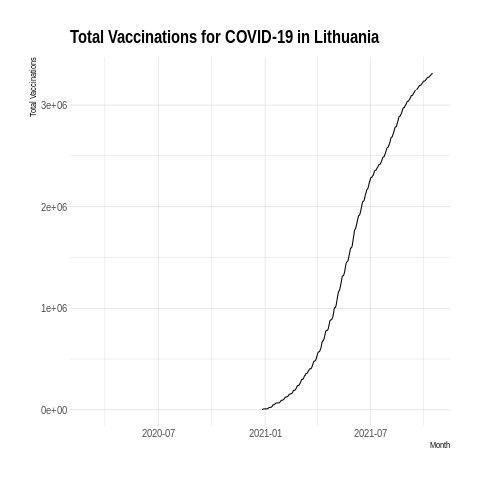 Total Vaccinations for COVID-19 in Lithuania
Total Vaccinations
3e+06
2e+06
1e+06
0e+00
2020-07
2021-01
2021-07
Month